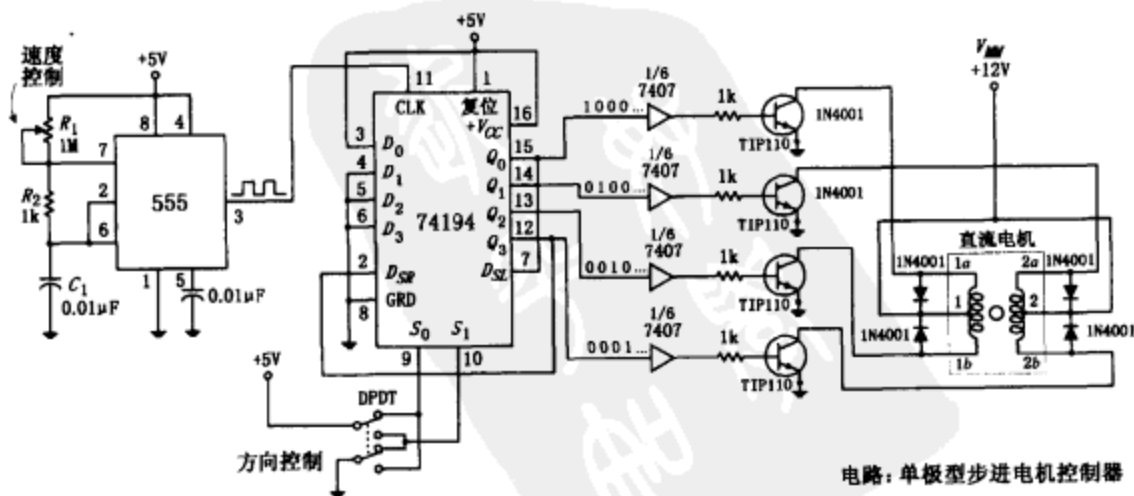 速度
控制
+5V
R₁
1M
R₂
1k
C₁
0.01μF
8
4
7
2
6
555
3
1
5
0.01μF
+5V
11
1
CLK
复位
+V_CC
16
3
D₀
4
D₁
5
D₂
6
D₃
74194
2
D_SR
GRD
8
Q₀
15
Q₁
14
Q₂
13
Q₃
12
D_SL
7
S₀
S₁
9
10
+5V
DPDT
方向控制
1000...
1/6
7407
1k
TIP110
1N4001
0100...
1/6
7407
1k
TIP110
1N4001
0010...
1/6
7407
1k
TIP110
0001...
1/6
7407
1k
TIP110
+12V
直流电机
1N4001
1a
2a
1N4001
1
2
1N4001
1b
2b
1N4001
电路：单极型步进电机控制器